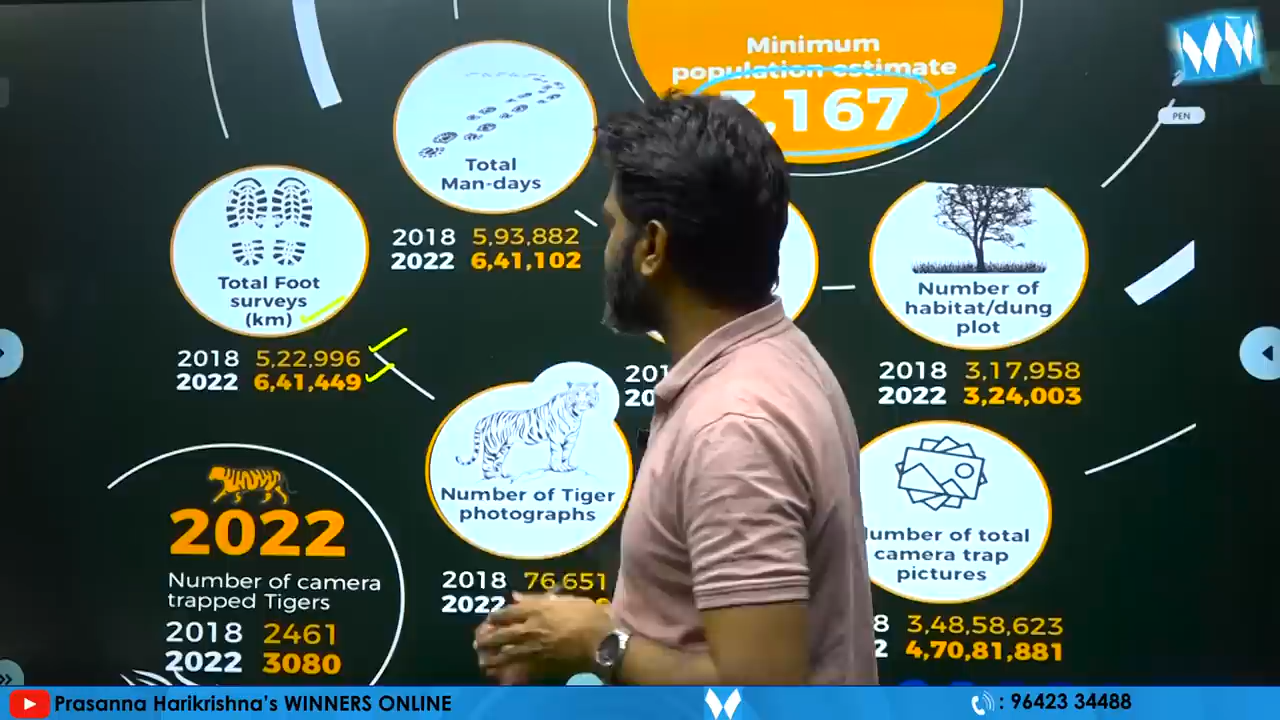 Minimum
population estimate
3,167
PEN
Total
Man-days
2018 5,93,882
2022 6,41,102
Total Foot
surveys
(km)
2018 5,22,996
2022 6,41,449
Number of
habitat/dung
plot
2018 3,17,958
2022 3,24,003
Number of Tiger
photographs
2018 76,651
2022
2022
Number of camera
trapped Tigers
2018 2461
2022 3080
of total
camera trap
pictures
3,48,58,623
4,70,81,881
Prasanna Harikrishna's WINNERS ONLINE
: 96423 34488